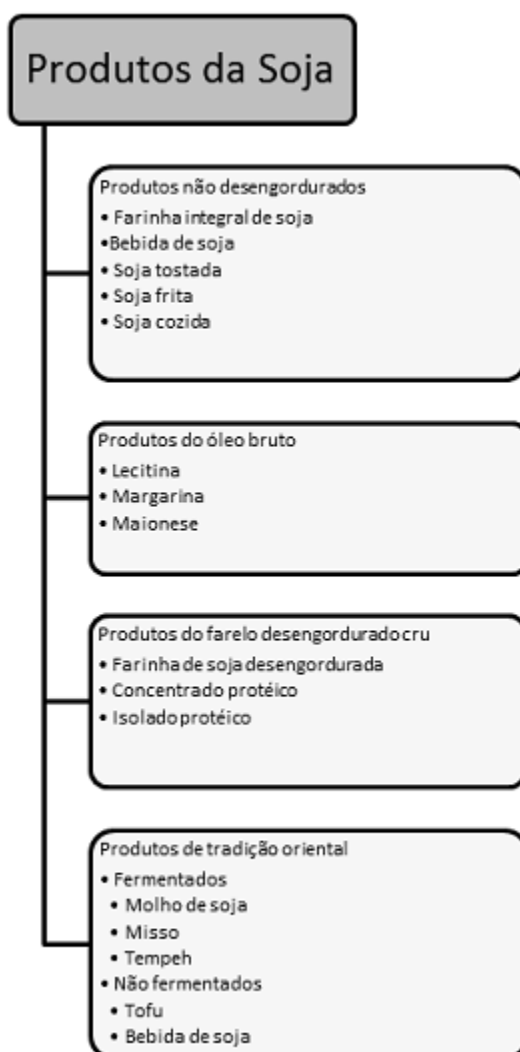 Produtos da Soja
Produtos não desengordurados
• Farinha integral de soja
•Bebida de soja
• Soja tostada
• Soja frita
• Soja cozida
Produtos do óleo bruto
• Lecitina
• Margarina
• Maionese
Produtos do farelo desengordurado cru
• Farinha de soja desengordurada
• Concentrado protéico
• Isolado protéico
Produtos de tradição oriental
• Fermentados
• Molho de soja
• Misso
• Tempeh
• Não fermentados
• Tofu
• Bebida de soja